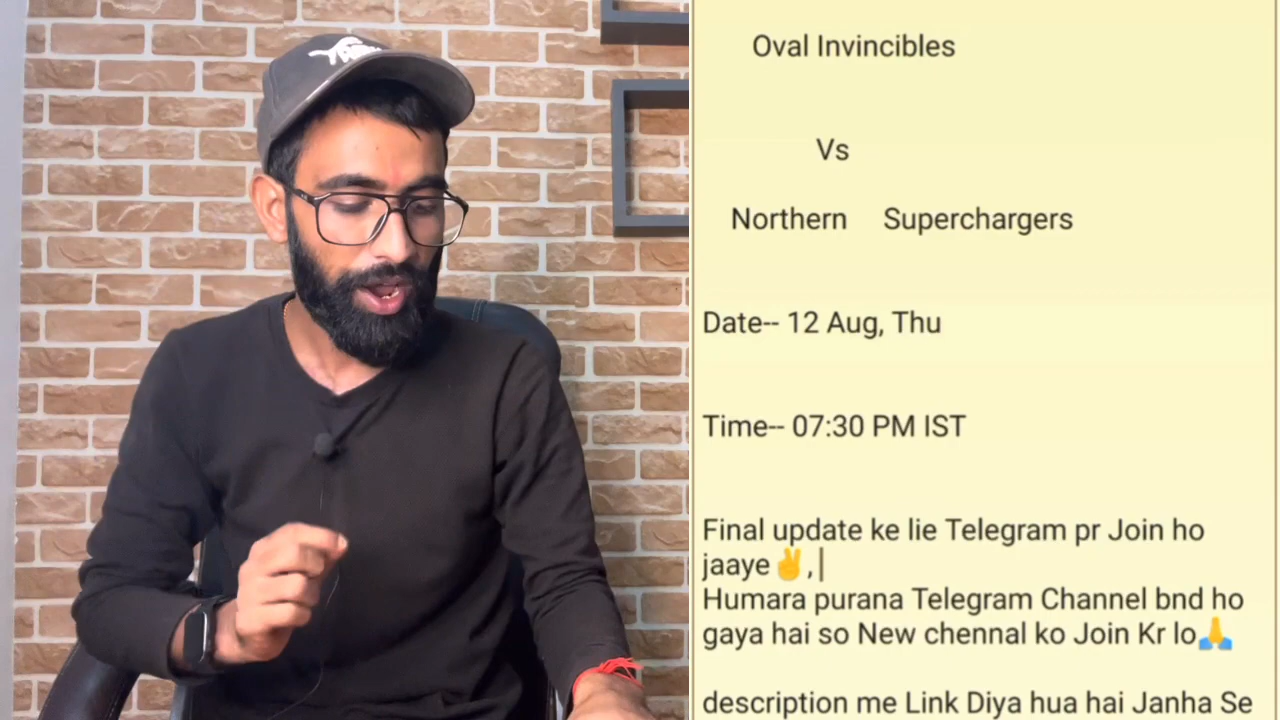 Oval Invincibles
Vs
Northern Superchargers
Date-- 12 Aug, Thu
Time-- 07:30 PM IST
Final update ke lie Telegram pr Join ho
jaaye✌,
Humara purana Telegram Channel bnd ho
gaya hai so New chennal ko Join Kr lo🙏
description me Link Diya hua hai Janha Se